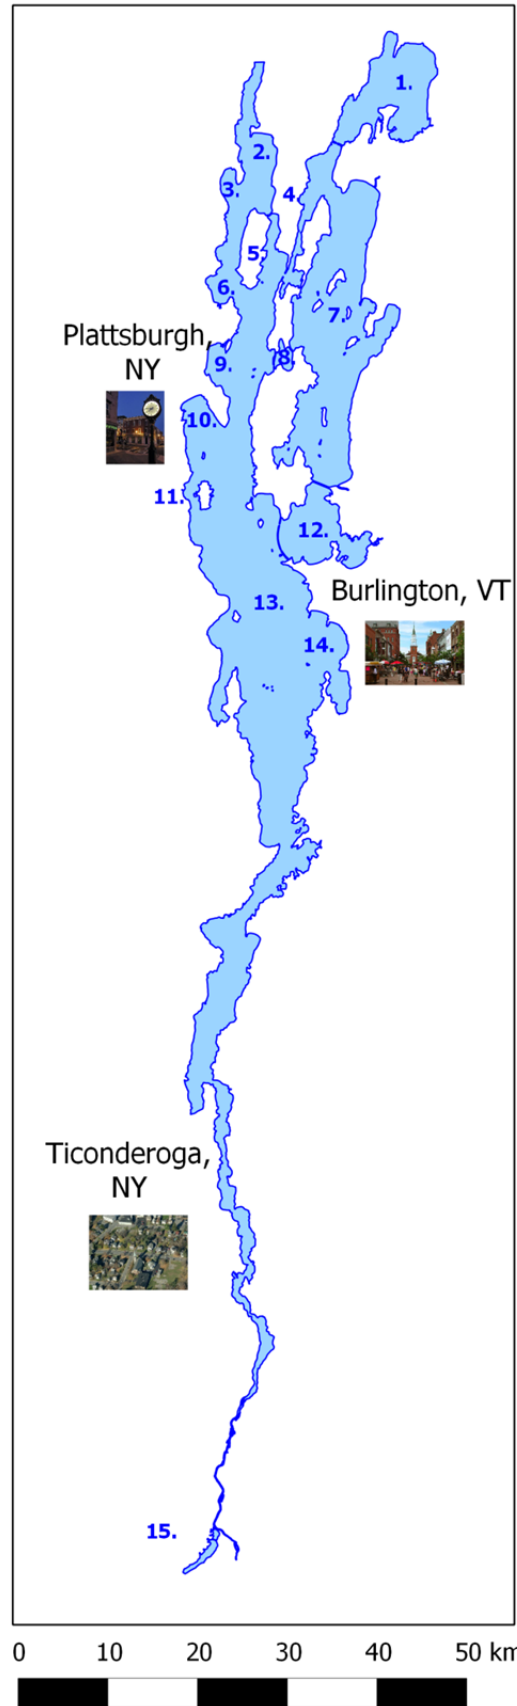 1.
2.
3.
4.
5.
6.
7.
Plattsburgh,
NY
8.
9.
10.
11.
12.
Burlington, VT
13.
14.
Ticonderoga,
NY
15.
0 10 20 30 40 50 km